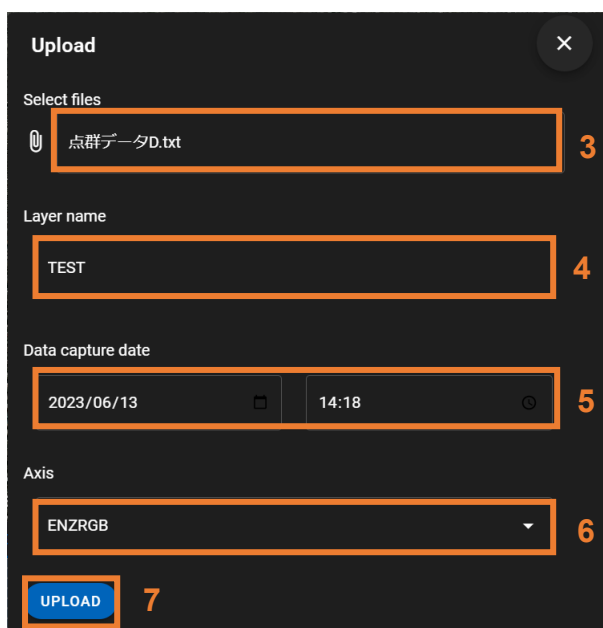 Upload
Select files
点群データD.txt
3
Layer name
TEST
4
Data capture date
2023/06/13 14:18
5
Axis
ENZRGB
6
UPLOAD
7